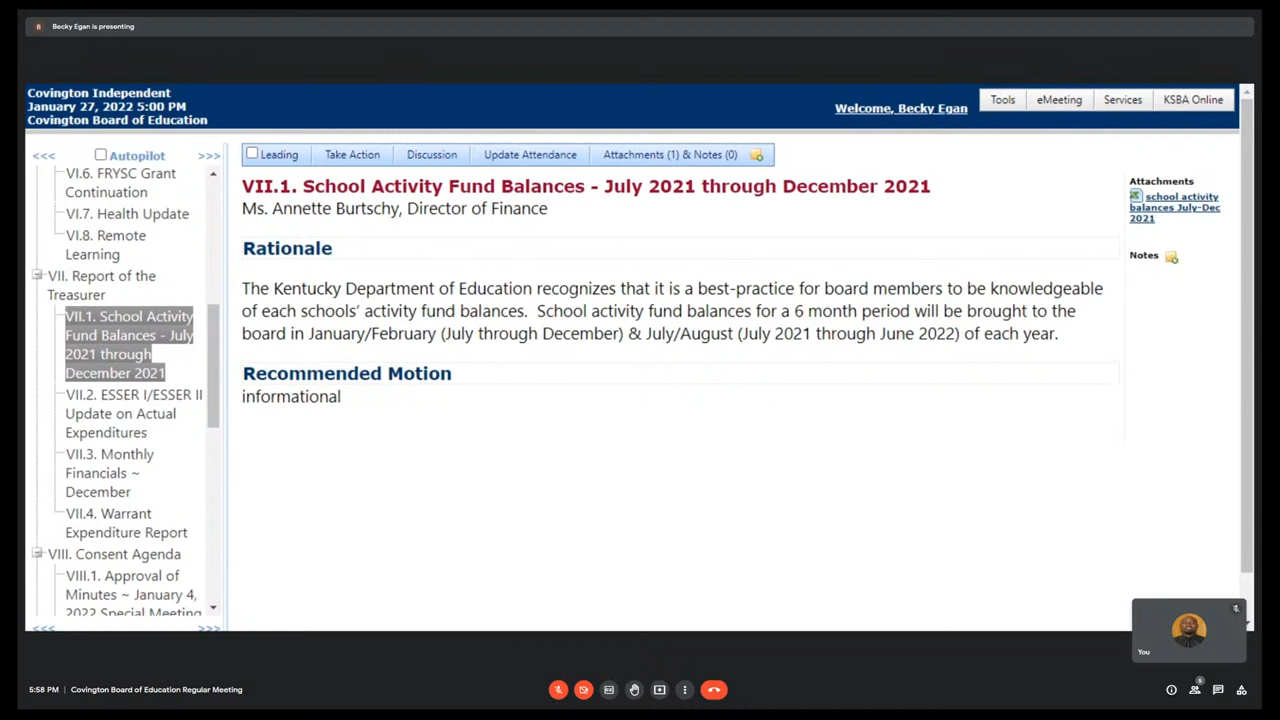 Becky Egan is presenting
Covington Independent
January 27, 2022 5:00 PM
Covington Board of Education
Welcome, Becky Egan
Tools
eMeeting
Services
KSBA Online
<<<
Autopilot
>>>
VI.6. FRYSC Grant
Continuation
VI.7. Health Update
VI.8. Remote
Learning
VII. Report of the
Treasurer
VII.1. School Activity
Fund Balances - July
2021 through
December 2021
VII.2. ESSER I/ESSER II
Update on Actual
Expenditures
VII.3. Monthly
Financials ~
December
VII.4. Warrant
Expenditure Report
VIII. Consent Agenda
VIII.1. Approval of
Minutes ~ January 4,
2022 Special Meeting
<<<
>>>
Leading
Take Action
Discussion
Update Attendance
Attachments (1) & Notes (0)
VII.1. School Activity Fund Balances - July 2021 through December 2021
Ms. Annette Burtschy, Director of Finance
Rationale
The Kentucky Department of Education recognizes that it is a best-practice for board members to be knowledgeable
of each schools’ activity fund balances.  School activity fund balances for a 6 month period will be brought to the
board in January/February (July through December) & July/August (July 2021 through June 2022) of each year.
Recommended Motion
informational
Attachments
school activity
balances July-Dec
2021
Notes
You
5:58 PM | Covington Board of Education Regular Meeting